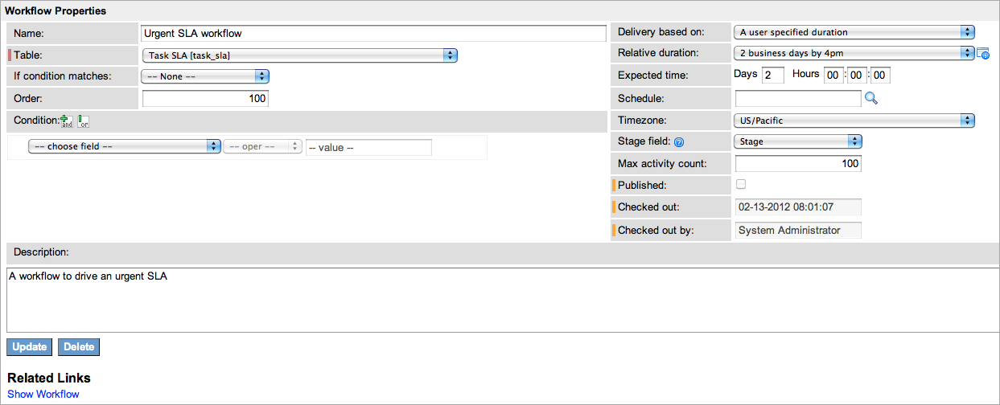 Workflow Properties
Name: Urgent SLA workflow
Table: Task SLA [task_sla]
If condition matches: -- None --
Order: 100
Condition: and or
-- choose field -- -- oper -- -- value --
Delivery based on: A user specified duration
Relative duration: 2 business days by 4pm
Expected time: Days 2 Hours 00 : 00 : 00
Schedule:
Timezone: US/Pacific
Stage field: ? Stage
Max activity count: 100
Published:
Checked out: 02-13-2012 08:01:07
Checked out by: System Administrator
Description:
A workflow to drive an urgent SLA
Update Delete
Related Links
Show Workflow